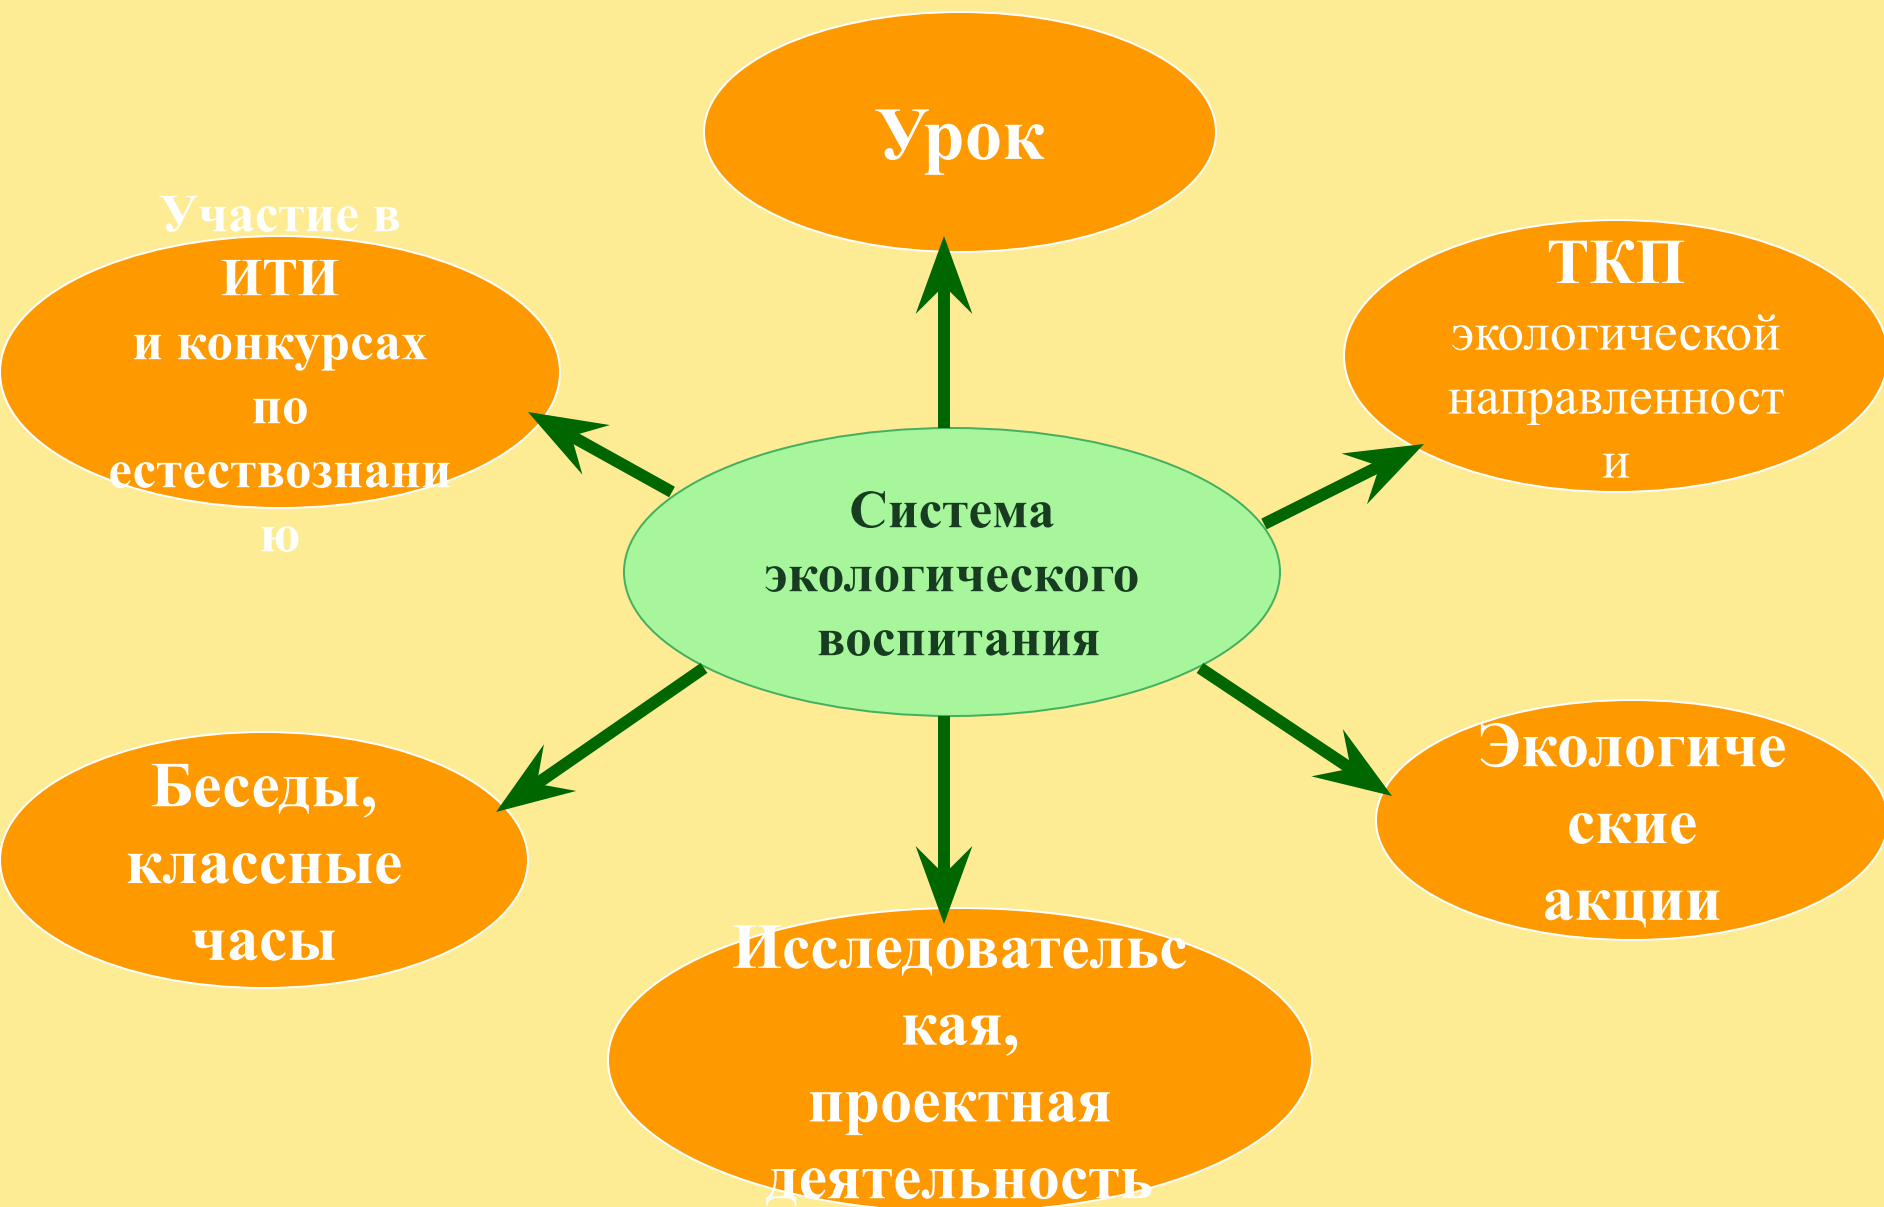 Урок
Участие в
ИТИ
и конкурсах
по
естествознани
ю
ТКП
экологической
направленност
и
Система
экологического
воспитания
Беседы,
классные
часы
Экологиче
ские
акции
Исследовательс
кая,
проектная
деятельность